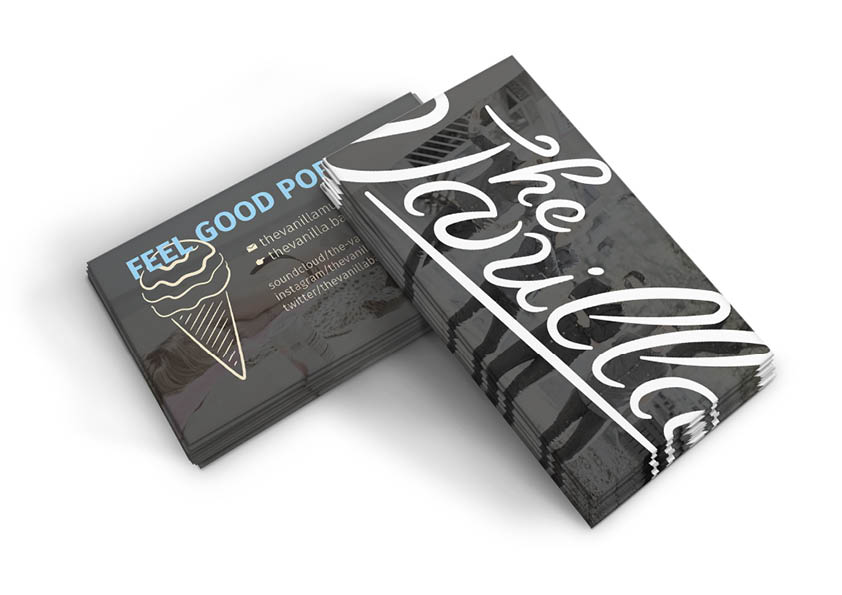 FEEL GOOD POP
thevanillamu
thevanilla.ba
soundcloud/the-va
instagram/thevanil
twitter/thevanillab
The
Vanilla